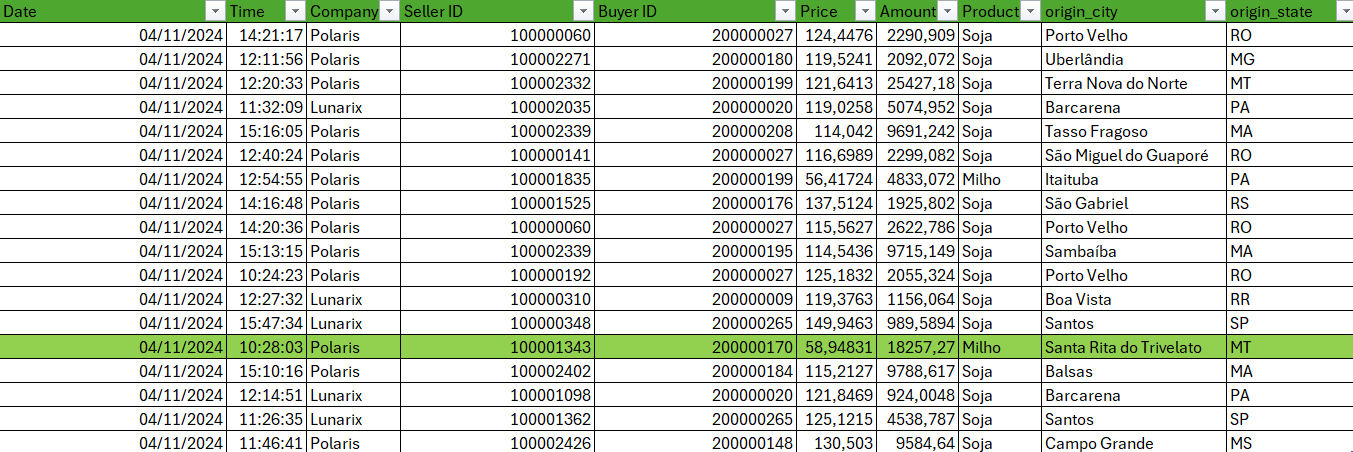 Date Time Company Seller ID Buyer ID Price Amount Product origin_city origin_state
04/11/2024 14:21:17 Polaris 100000060 200000027 124,4476 2290,909 Soja Porto Velho RO
04/11/2024 12:11:56 Polaris 100002271 200000180 119,5241 2092,072 Soja Uberlândia MG
04/11/2024 12:20:33 Polaris 100002332 200000199 121,6413 25427,18 Soja Terra Nova do Norte MT
04/11/2024 11:32:09 Lunarix 100002035 200000020 119,0258 5074,952 Soja Barcarena PA
04/11/2024 15:16:05 Polaris 100002339 200000208 114,042 9691,242 Soja Tasso Fragoso MA
04/11/2024 12:40:24 Polaris 100000141 200000027 116,6989 2299,082 Soja São Miguel do Guaporé RO
04/11/2024 12:54:55 Polaris 100001835 200000199 56,41724 4833,072 Milho Itaituba PA
04/11/2024 14:16:48 Polaris 100001525 200000176 137,5124 1925,802 Soja São Gabriel RS
04/11/2024 14:20:36 Polaris 100000060 200000027 115,5627 2622,786 Soja Porto Velho RO
04/11/2024 15:13:15 Polaris 100002339 200000195 114,5436 9715,149 Soja Sambaíba MA
04/11/2024 10:24:23 Polaris 100000192 200000027 125,1832 2055,324 Soja Porto Velho RO
04/11/2024 12:27:32 Lunarix 100000310 200000009 119,3763 1156,064 Soja Boa Vista RR
04/11/2024 15:47:34 Lunarix 100000348 200000265 149,9463 989,5894 Soja Santos SP
04/11/2024 10:28:03 Polaris 100001343 200000170 58,94831 18257,27 Milho Santa Rita do Trivelato MT
04/11/2024 15:10:16 Polaris 100002402 200000184 115,2127 9788,617 Soja Balsas MA
04/11/2024 12:14:51 Lunarix 100001098 200000020 121,8469 924,0048 Soja Barcarena PA
04/11/2024 11:26:35 Lunarix 100001362 200000265 125,1215 4538,787 Soja Santos SP
04/11/2024 11:46:41 Polaris 100002426 200000148 130,503 9584,64 Soja Campo Grande MS